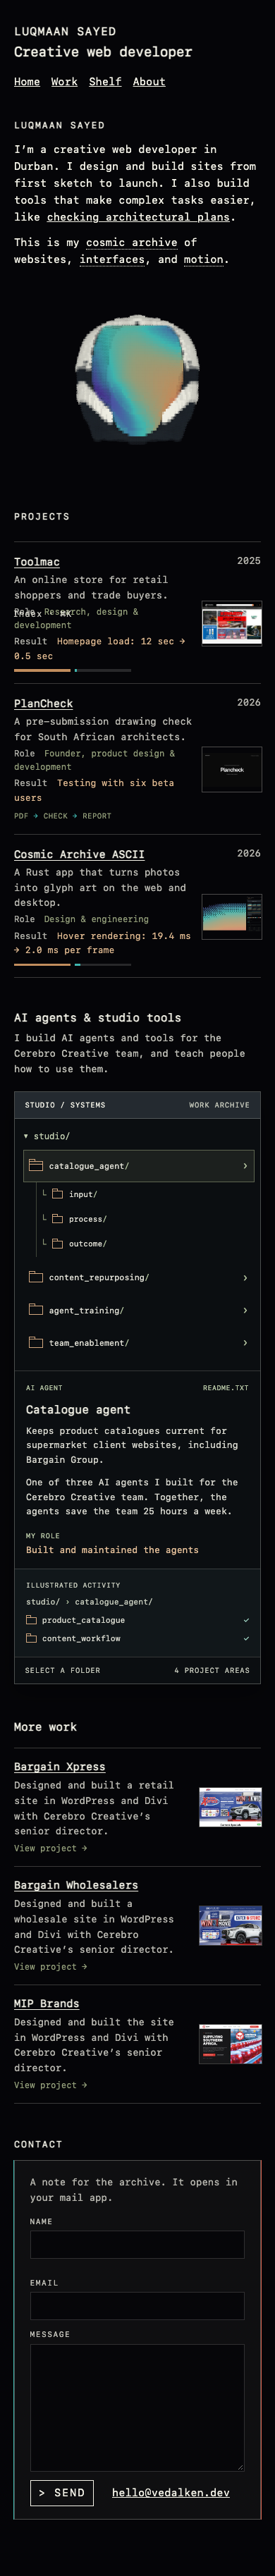 LUQMAAN SAYED
Creative web developer
Home Work Shelf About
LUQMAAN SAYED
I’m a creative web developer in
Durban. I design and build sites from
first sketch to launch. I also build
tools that make complex tasks easier,
like checking architectural plans.
This is my cosmic archive of
websites, interfaces, and motion.
PROJECTS
Toolmac 2025
An online store for retail
shoppers and trade buyers.
Role Research, design &
development
Result Homepage load: 12 sec →
0.5 sec
PlanCheck 2026
A pre-submission drawing check
for South African architects.
Role Founder, product design &
development
Plancheck
Result Testing with six beta
users
PDF → CHECK → REPORT
Cosmic Archive ASCII 2026
A Rust app that turns photos
into glyph art on the web and
desktop.
Role Design & engineering
Result Hover rendering: 19.4 ms
→ 2.0 ms per frame
AI agents & studio tools
I build AI agents and tools for the
Cerebro Creative team, and teach people
how to use them.
STUDIO / SYSTEMS WORK ARCHIVE
▾ studio/
catalogue_agent/ ›
└ input/
└ process/
└ outcome/
content_repurposing/ ›
agent_training/ ›
team_enablement/ ›
AI AGENT README.TXT
Catalogue agent
Keeps product catalogues current for
supermarket client websites, including
Bargain Group.
One of three AI agents I built for the
Cerebro Creative team. Together, the
agents save the team 25 hours a week.
MY ROLE
Built and maintained the agents
ILLUSTRATED ACTIVITY
studio/ › catalogue_agent/
product_catalogue ✓
content_workflow ✓
SELECT A FOLDER 4 PROJECT AREAS
More work
Bargain Xpress
Designed and built a retail
site in WordPress and Divi
with Cerebro Creative’s
senior director.
View project →
Bargain Wholesalers
Designed and built a
wholesale site in WordPress
and Divi with Cerebro
Creative’s senior director.
View project →
MIP Brands
Designed and built the site
in WordPress and Divi with
Cerebro Creative’s senior
director.
View project →
CONTACT
A note for the archive. It opens in
your mail app.
NAME
EMAIL
MESSAGE
> SEND hello@vedalken.dev